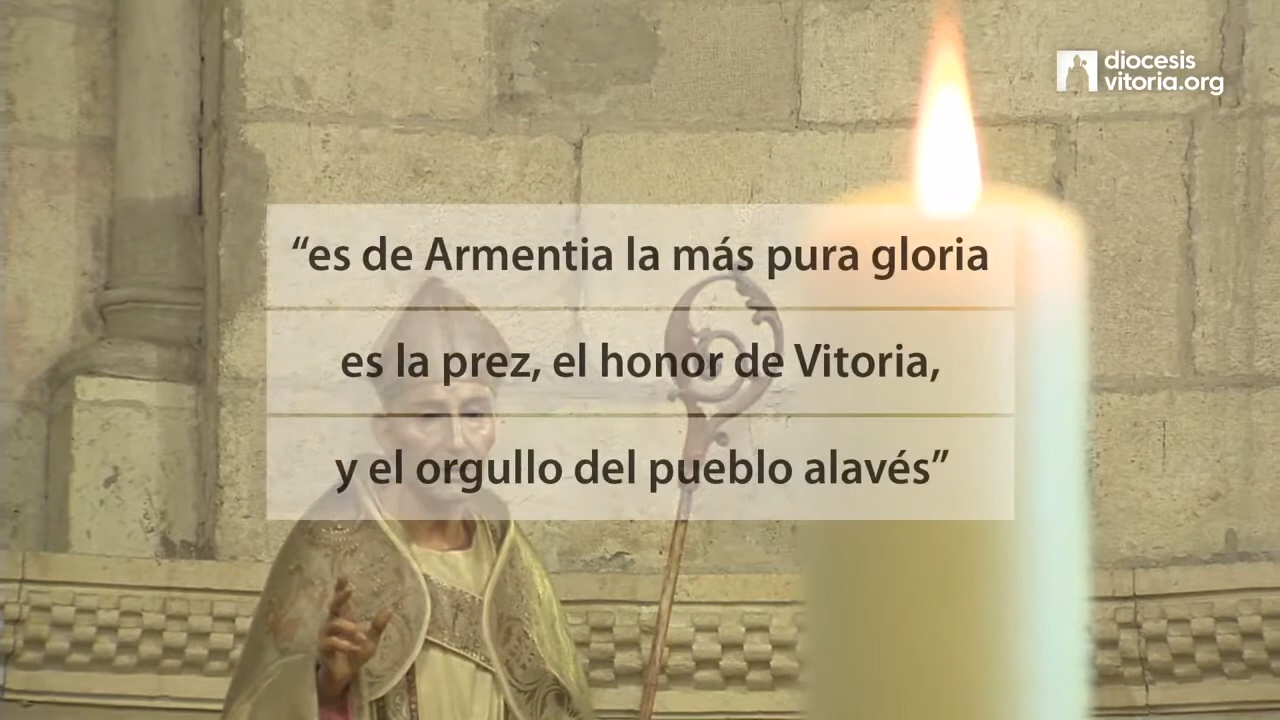 diocesis
vitoria.org
“es de Armentia la más pura gloria
es la prez, el honor de Vitoria,
y el orgullo del pueblo alavés”